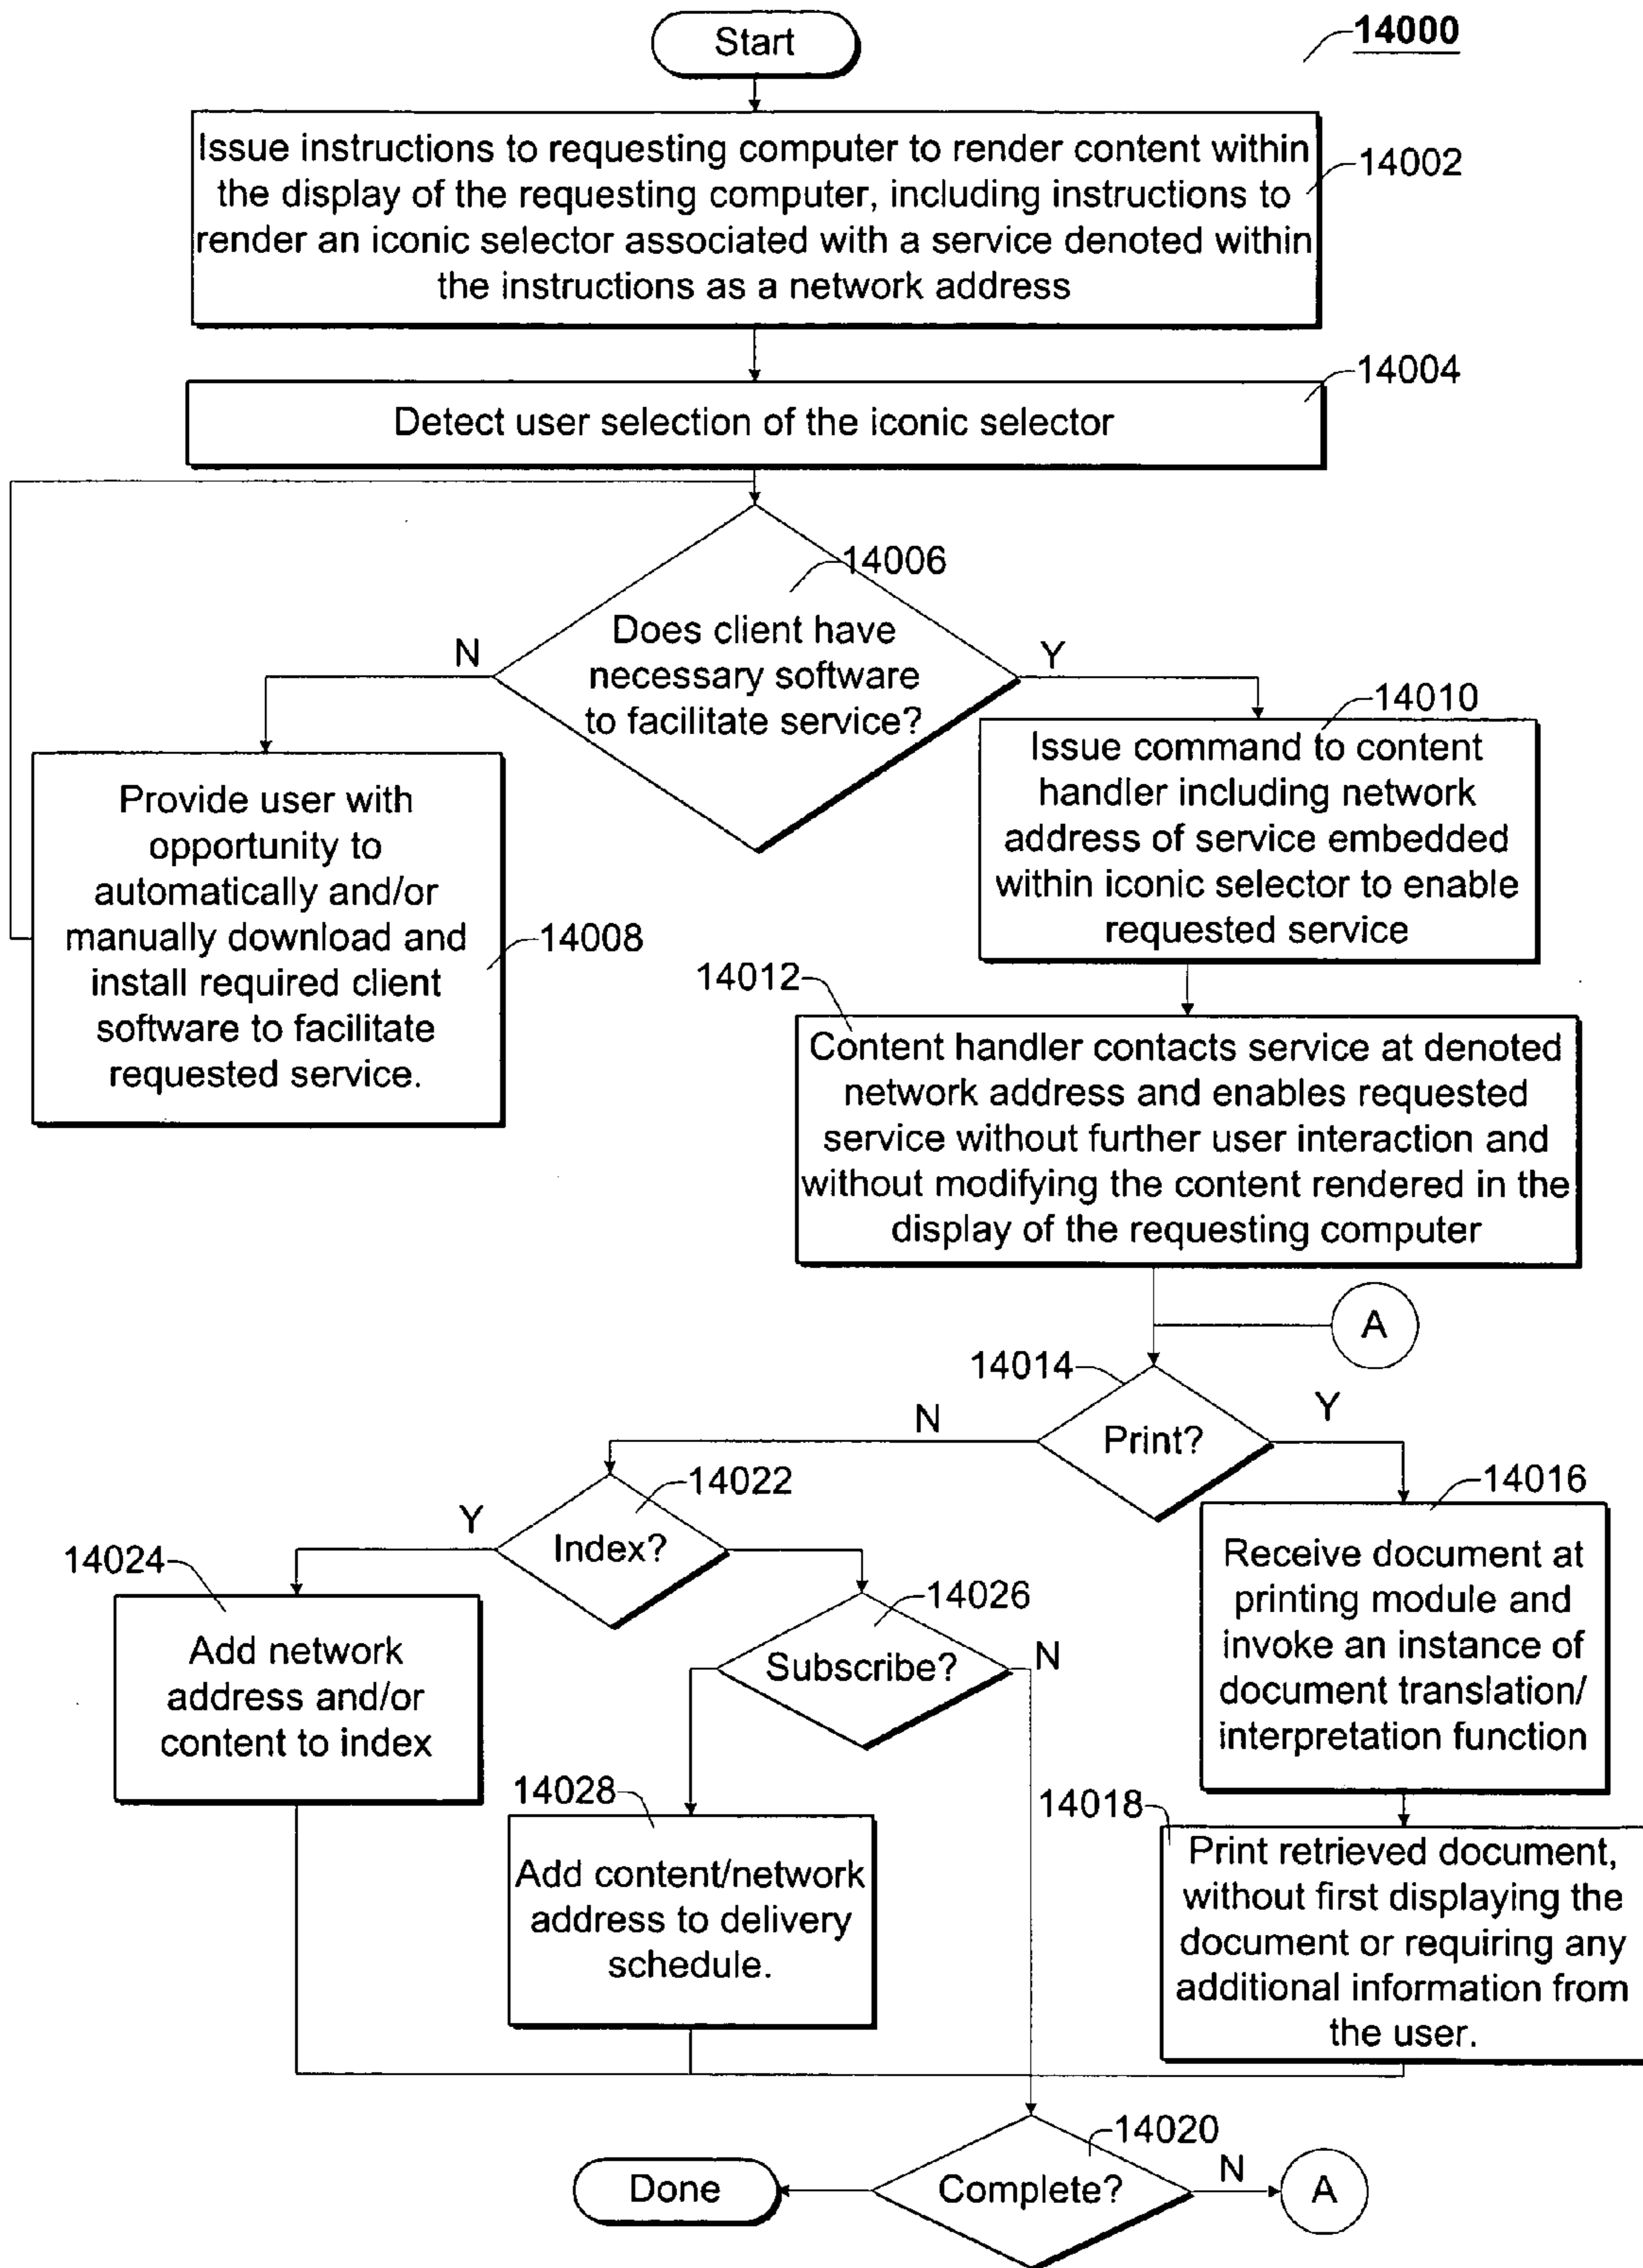 Start
14000
Issue instructions to requesting computer to render content within
the display of the requesting computer, including instructions to
render an iconic selector associated with a service denoted within
the instructions as a network address
14002
Detect user selection of the iconic selector
14004
14006
Does client have
necessary software
to facilitate service?
N
Y
Provide user with
opportunity to
automatically and/or
manually download and
install required client
software to facilitate
requested service.
14008
14010
Issue command to content
handler including network
address of service embedded
within iconic selector to enable
requested service
14012
Content handler contacts service at denoted
network address and enables requested
service without further user interaction and
without modifying the content rendered in the
display of the requesting computer
A
14014
Print?
N
Y
14022
Index?
Y
14016
Receive document at
printing module and
invoke an instance of
document translation/
interpretation function
14024
Add network
address and/or
content to index
14026
Subscribe?
N
14028
Add content/network
address to delivery
schedule.
14018
Print retrieved document,
without first displaying the
document or requiring any
additional information from
the user.
14020
Complete?
N
A
Done